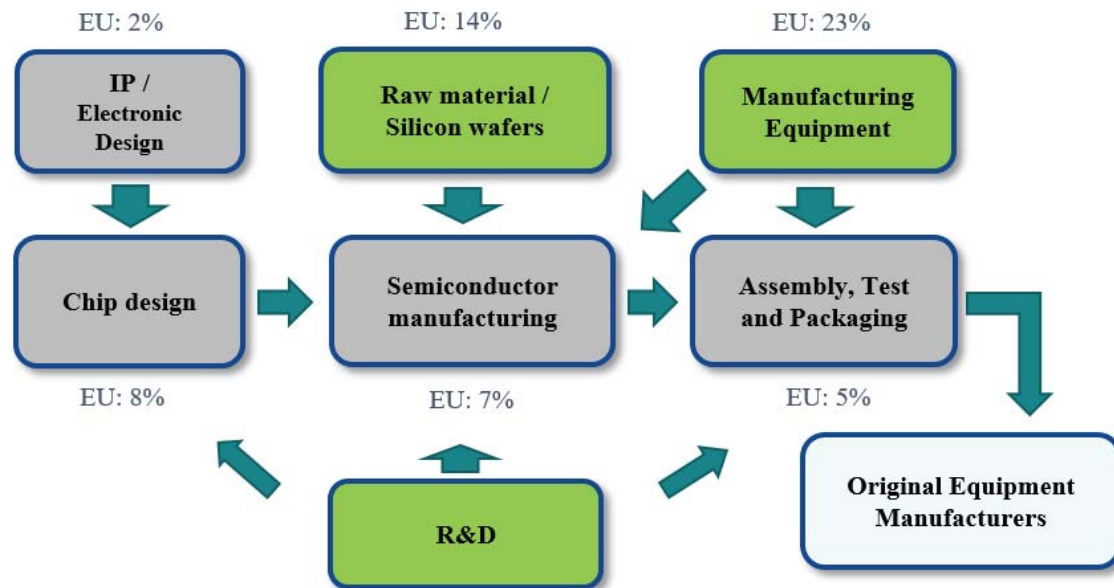 EU: 2%
EU: 14%
EU: 23%
IP /
Electronic
Design
Raw material /
Silicon wafers
Manufacturing
Equipment
Chip design
Semiconductor
manufacturing
Assembly, Test
and Packaging
EU: 8%
EU: 7%
EU: 5%
R&D
Original Equipment
Manufacturers